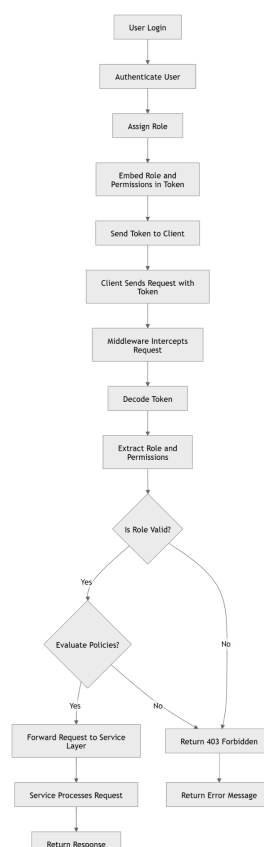 User Login
Authenticate User
Assign Role
Embed Role and
Permissions in Token
Send Token to Client
Client Sends Request with
Token
Middleware Intercepts
Request
Decode Token
Extract Role and
Permissions
Is Role Valid?
Yes
No
Evaluate Policies?
Yes
No
Forward Request to Service
Layer
Return 403 Forbidden
Service Processes Request
Return Error Message
Return Response